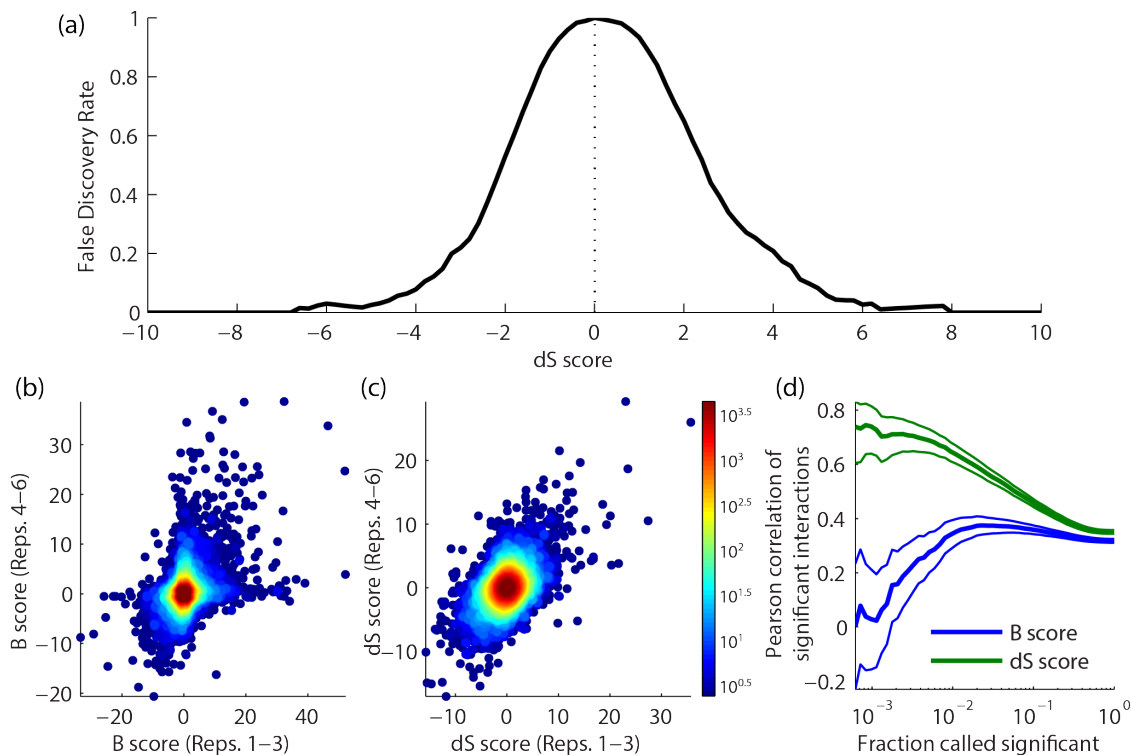 (a)
False Discovery Rate
1
0.8
0.6
0.4
0.2
0
−10 −8 −6 −4 −2 0 2 4 6 8 10
dS score
(b)
B score (Reps. 4−6)
30
20
10
0
−10
−20
−20 0 20 40
B score (Reps. 1−3)
(c)
dS score (Reps. 4−6)
20
10
0
−10
−10 0 10 20 30
dS score (Reps. 1−3)
10^3.5
10^3
10^2.5
10^2
10^1.5
10^1
10^0.5
(d)
Pearson correlation of
significant interactions
0.8
0.6
0.4
0.2
0
−0.2
B score
dS score
10^−3 10^−2 10^−1 10^0
Fraction called significant